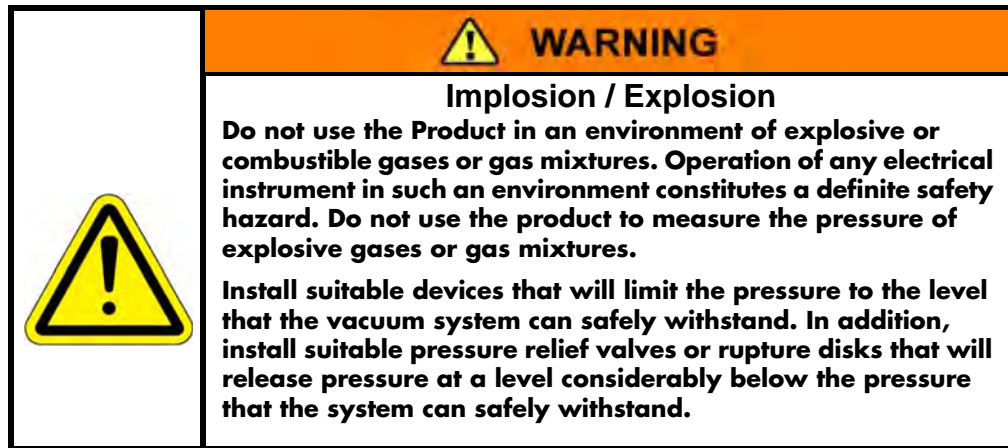 WARNING
Implosion / Explosion
Do not use the Product in an environment of explosive or
combustible gases or gas mixtures. Operation of any electrical
instrument in such an environment constitutes a definite safety
hazard. Do not use the product to measure the pressure of
explosive gases or gas mixtures.
Install suitable devices that will limit the pressure to the level
that the vacuum system can safely withstand. In addition,
install suitable pressure relief valves or rupture disks that will
release pressure at a level considerably below the pressure
that the system can safely withstand.